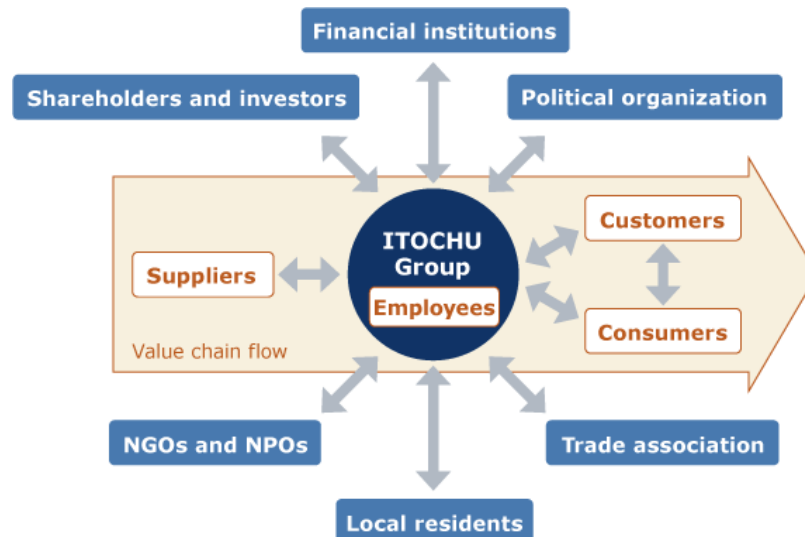 Financial institutions
Shareholders and investors
Political organization
ITOCHU
Group
Employees
Suppliers
Customers
Consumers
Value chain flow
NGOs and NPOs
Trade association
Local residents